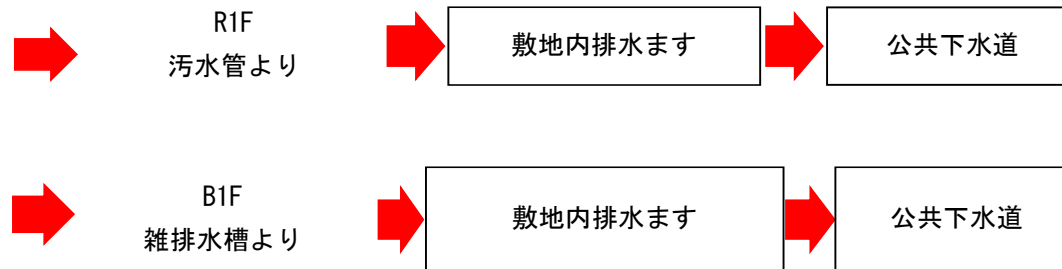 R1F
汚水管より
敷地内排水ます
公共下水道
B1F
雑排水槽より
敷地内排水ます
公共下水道